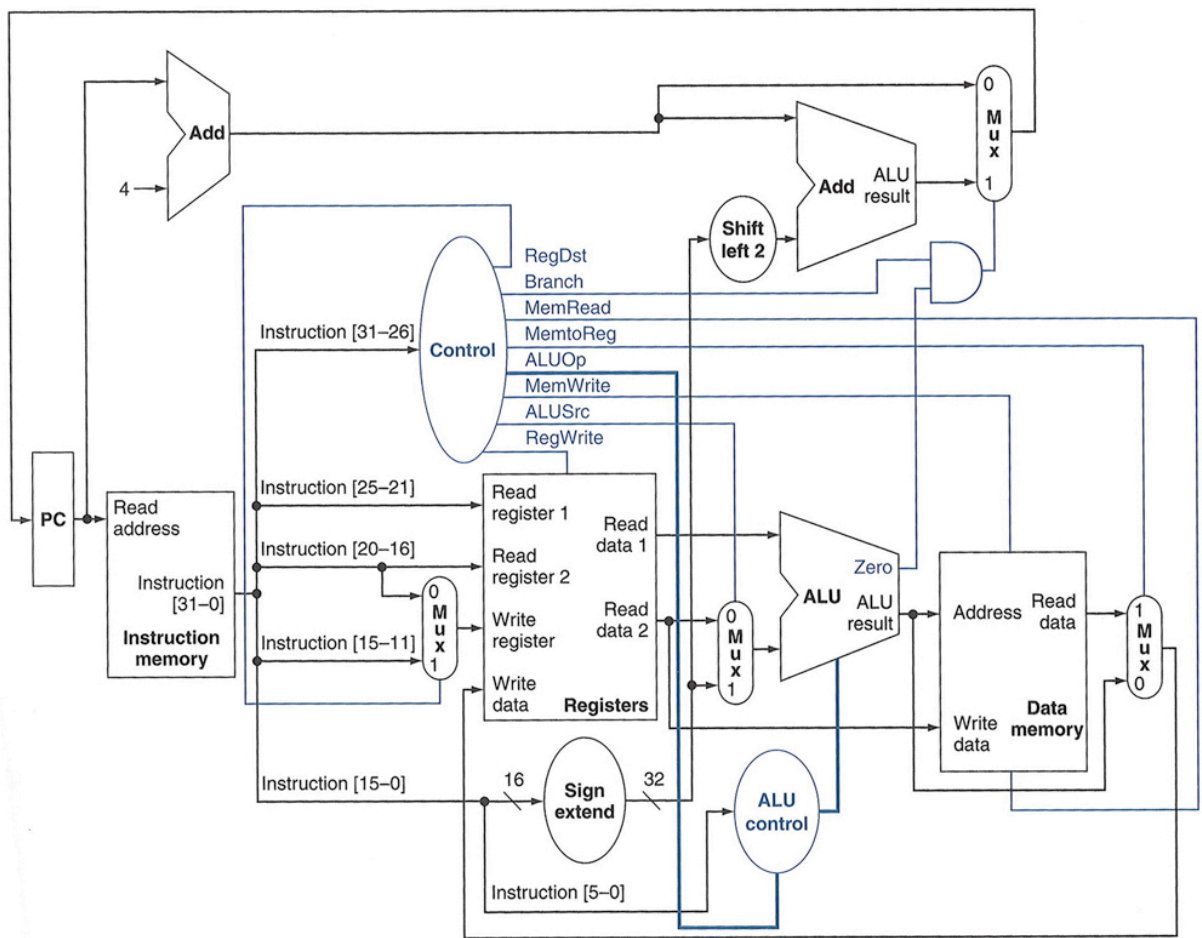 Add
4
0
M
u
x
1
Add
ALU
result
Shift
left 2
RegDst
Branch
MemRead
MemtoReg
ALUOp
MemWrite
ALUSrc
RegWrite
Control
Instruction [31–26]
PC
Read
address
Instruction
[31–0]
Instruction
memory
Instruction [25–21]
Instruction [20–16]
Instruction [15–11]
0
M
u
x
1
Read
register 1
Read
register 2
Write
register
Write
data
Read
data 1
Read
data 2
Registers
0
M
u
x
1
Zero
ALU
ALU
result
Address
Read
data
Write
data
Data
memory
1
M
u
x
0
Instruction [15–0]
16
Sign
extend
32
ALU
control
Instruction [5–0]